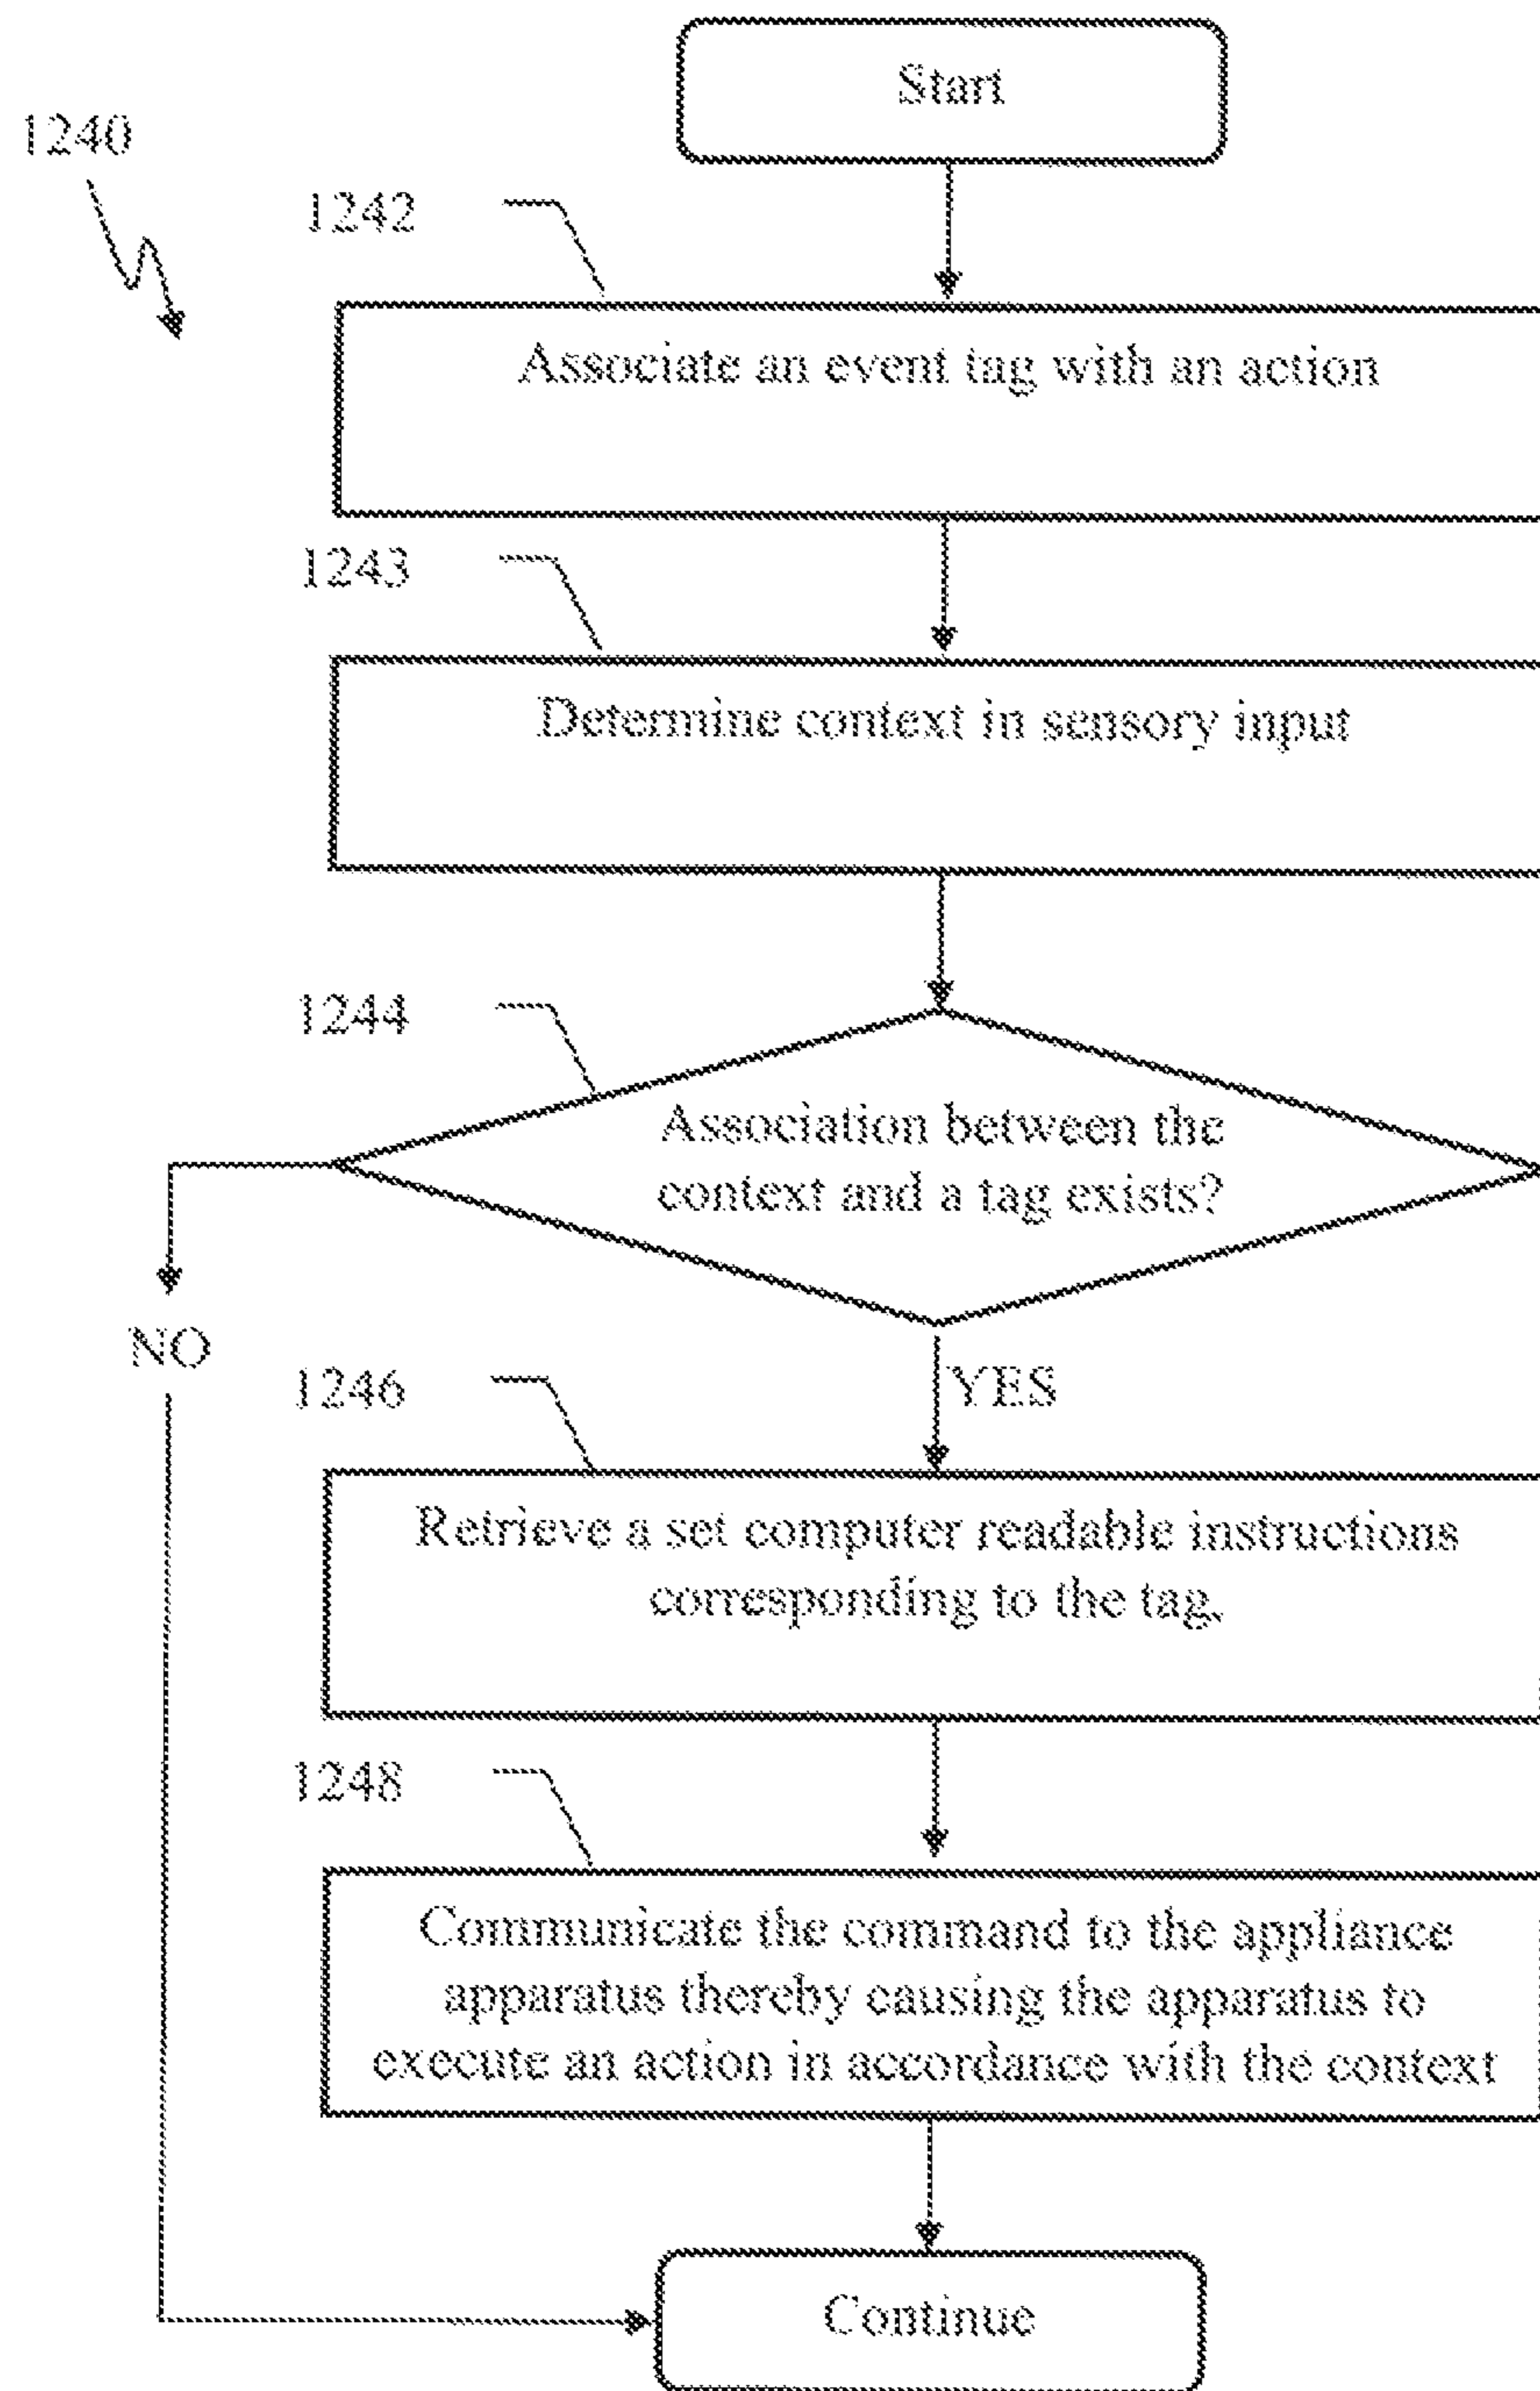 Start
1240
1242
Associate an event tag with an action
1243
Determine context in sensory input
1244
Association between the
context and a tag exists?
NO
YES
1246
Retrieve a set computer readable instructions
corresponding to the tag.
1248
Communicate the command to the appliance
apparatus thereby causing the apparatus to
execute an action in accordance with the context
Continue